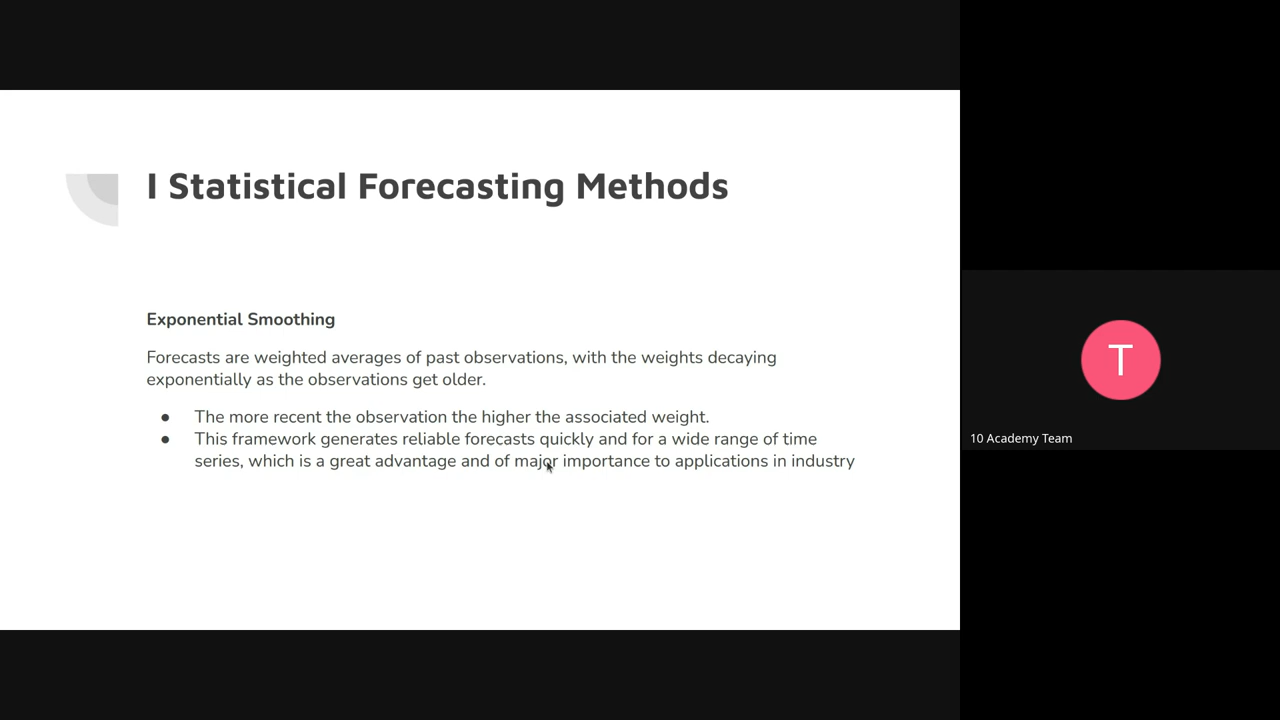 I Statistical Forecasting Methods
Exponential Smoothing
Forecasts are weighted averages of past observations, with the weights decaying
exponentially as the observations get older.
● The more recent the observation the higher the associated weight.
● This framework generates reliable forecasts quickly and for a wide range of time
series, which is a great advantage and of major importance to applications in industry
T
10 Academy Team